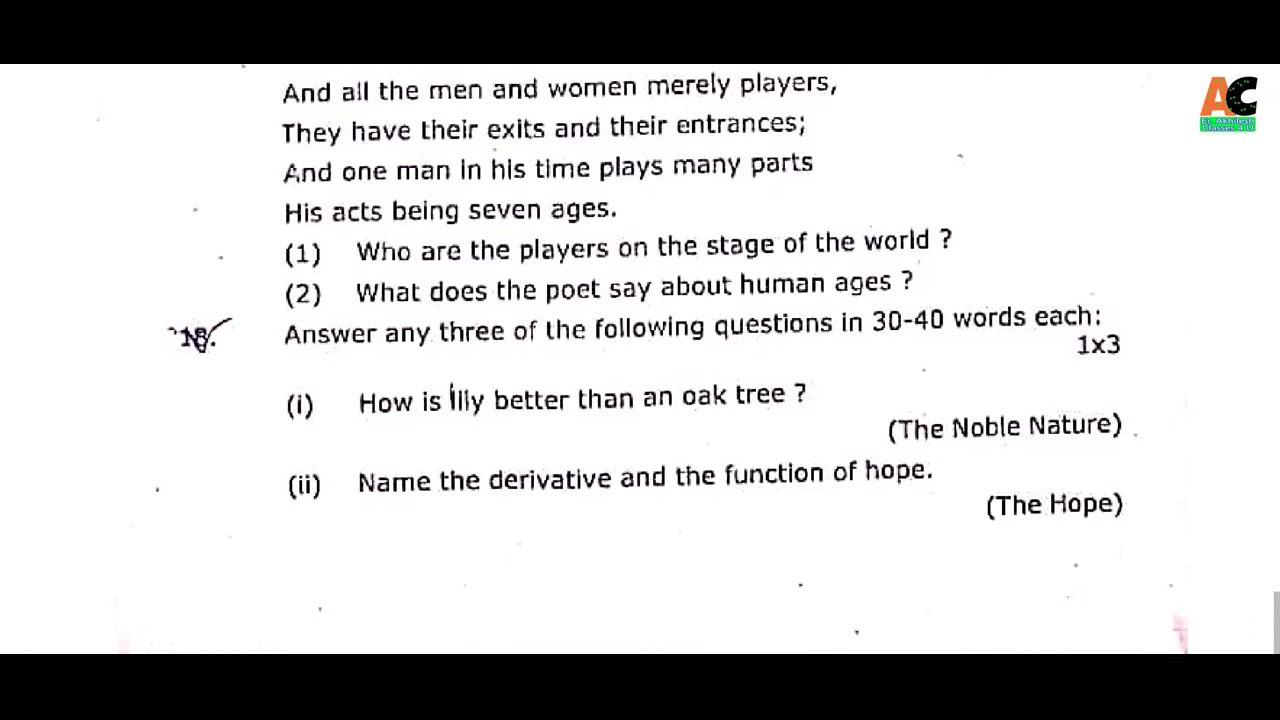 And all the men and women merely players,
They have their exits and their entrances;
And one man in his time plays many parts
His acts being seven ages.
(1) Who are the players on the stage of the world ?
(2) What does the poet say about human ages ?
18. Answer any three of the following questions in 30-40 words each:
1x3
(i) How is lily better than an oak tree ?
(The Noble Nature)
(ii) Name the derivative and the function of hope.
(The Hope)
AC
Er. Akhilesh
Classes 4 U